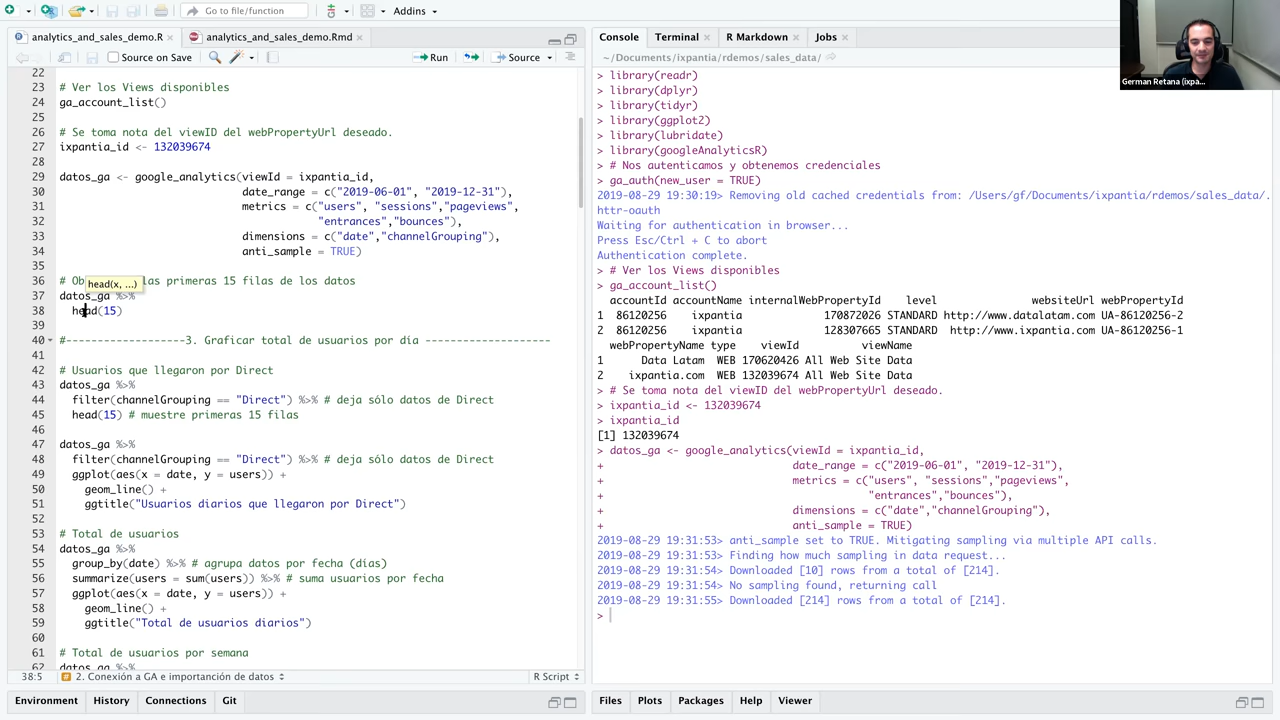 Go to file/function
Addins
analytics_and_sales_demo.R
analytics_and_sales_demo.Rmd
Source on Save
Run
Source
22
23 # Ver los Views disponibles
24 ga_account_list()
25
26 # Se toma nota del viewID del webPropertyUrl deseado.
27 ixpantia_id <- 132039674
28
29 datos_ga <- google_analytics(viewId = ixpantia_id,
30 date_range = c("2019-06-01", "2019-12-31"),
31 metrics = c("users", "sessions","pageviews",
32 "entrances","bounces"),
33 dimensions = c("date","channelGrouping"),
34 anti_sample = TRUE)
35
36 # Ob las primeras 15 filas de los datos
head(x, ...)
37 datos_ga %>%
38 head(15)
39
40 #------------------3. Graficar total de usuarios por día --------------------
41
42 # Usuarios que llegaron por Direct
43 datos_ga %>%
44 filter(channelGrouping == "Direct") %>% # deja sólo datos de Direct
45 head(15) # muestre primeras 15 filas
46
47 datos_ga %>%
48 filter(channelGrouping == "Direct") %>% # deja sólo datos de Direct
49 ggplot(aes(x = date, y = users)) +
50 geom_line() +
51 ggtitle("Usuarios diarios que llegaron por Direct")
52
53 # Total de usuarios
54 datos_ga %>%
55 group_by(date) %>% # agrupa datos por fecha (días)
56 summarize(users = sum(users)) %>% # suma usuarios por fecha
57 ggplot(aes(x = date, y = users)) +
58 geom_line() +
59 ggtitle("Total de usuarios diarios")
60
61 # Total de usuarios por semana
62 datos_ga %>%
38:5 # 2. Conexión a GA e importanción de datos R Script
Environment History Connections Git
Console Terminal R Markdown Jobs
~/Documents/ixpantia/rdemos/sales_data/
> library(readr)
> library(dplyr)
> library(tidyr)
> library(ggplot2)
> library(lubridate)
> library(googleAnalyticsR)
> # Nos autenticamos y obtenemos credenciales
> ga_auth(new_user = TRUE)
2019-08-29 19:30:19> Removing old cached credentials from: /Users/gf/Documents/ixpantia/rdemos/sales_data/.
httr-oauth
Waiting for authentication in browser...
Press Esc/Ctrl + C to abort
Authentication complete.
> # Ver los Views disponibles
> ga_account_list()
accountId accountName internalWebPropertyId level websiteUrl webPropertyId
1 86120256 ixpantia 170872026 STANDARD http://www.datalatam.com UA-86120256-2
2 86120256 ixpantia 128307665 STANDARD http://www.ixpantia.com UA-86120256-1
webPropertyName type viewId viewName
1 Data Latam WEB 170620426 All Web Site Data
2 ixpantia.com WEB 132039674 All Web Site Data
> # Se toma nota del viewID del webPropertyUrl deseado.
> ixpantia_id <- 132039674
> ixpantia_id
[1] 132039674
> datos_ga <- google_analytics(viewId = ixpantia_id,
+ date_range = c("2019-06-01", "2019-12-31"),
+ metrics = c("users", "sessions","pageviews",
+ "entrances","bounces"),
+ dimensions = c("date","channelGrouping"),
+ anti_sample = TRUE)
2019-08-29 19:31:53> anti_sample set to TRUE. Mitigating sampling via multiple API calls.
2019-08-29 19:31:53> Finding how much sampling in data request...
2019-08-29 19:31:54> Downloaded [10] rows from a total of [214].
2019-08-29 19:31:54> No sampling found, returning call
2019-08-29 19:31:55> Downloaded [214] rows from a total of [214].
>
Files Plots Packages Help Viewer
German Retana (ixpa...